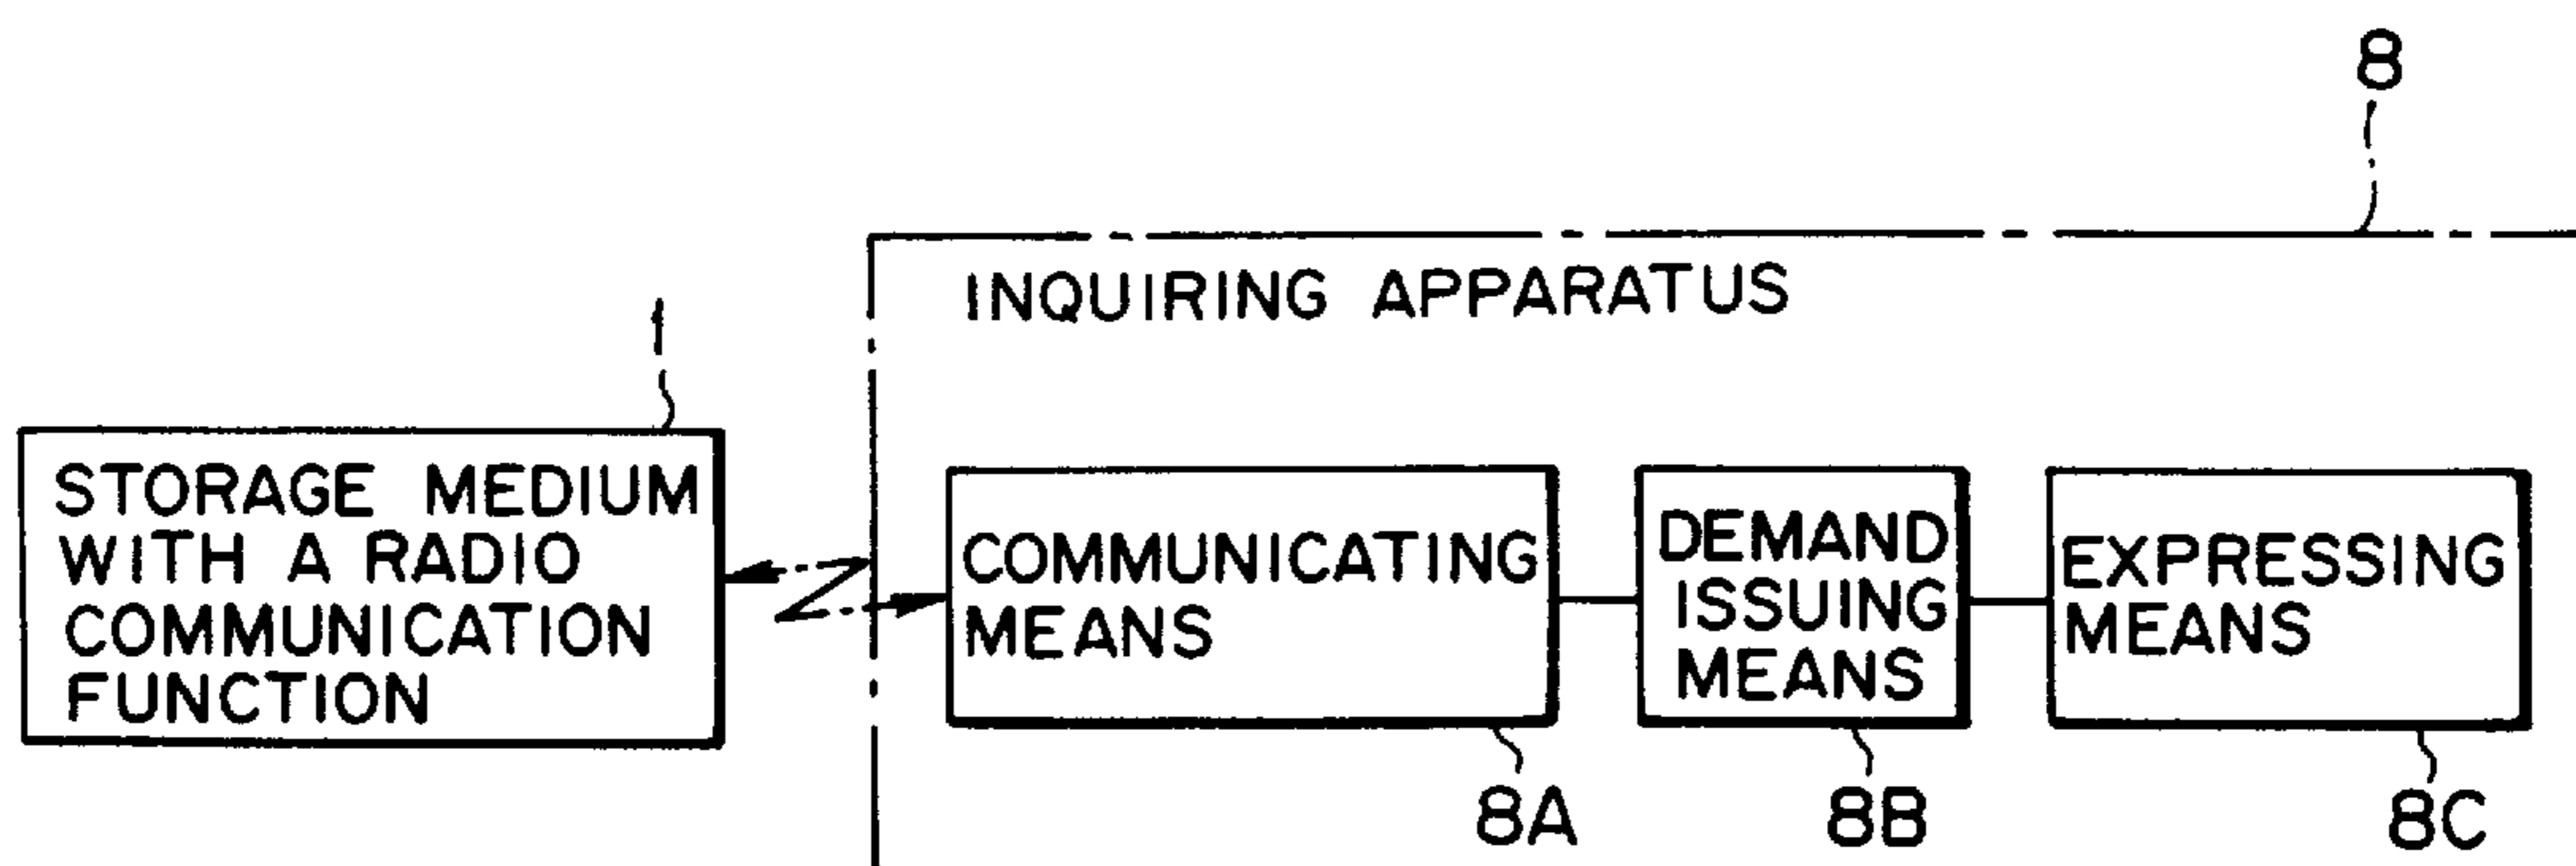 8
INQUIRING APPARATUS
1
STORAGE MEDIUM
WITH A RADIO
COMMUNICATION
FUNCTION
COMMUNICATING
MEANS
DEMAND
ISSUING
MEANS
EXPRESSING
MEANS
8A
8B
8C